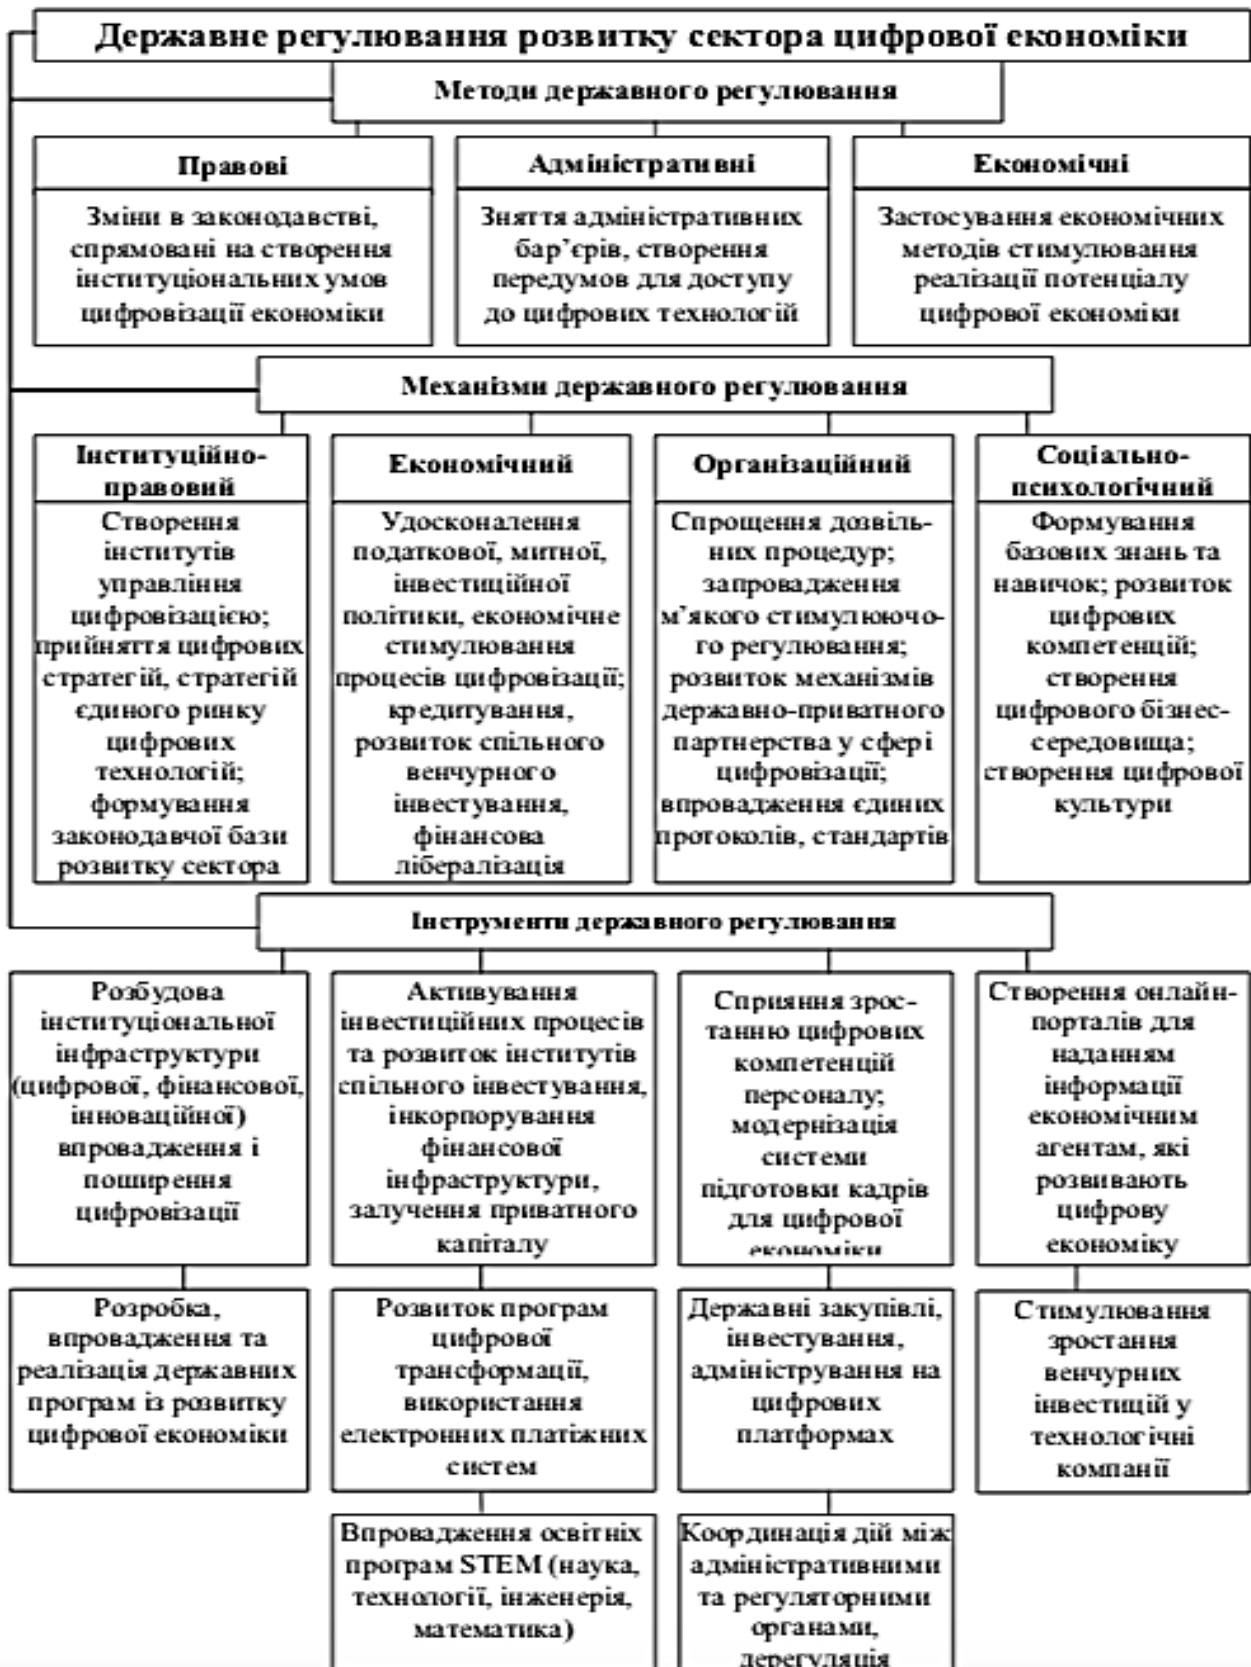 Державне регулювання розвитку сектора цифрової економіки
Методи державного регулювання
Правові
Зміни в законодавстві,
спрямовані на створення
інституціональних умов
цифровізації економіки
Адміністративні
Зняття адміністративних
бар’єрів, створення
передумов для доступу
до цифрових технологій
Економічні
Застосування економічних
методів стимулювання
реалізації потенціалу
цифрової економіки
Механізми державного регулювання
Інституційно-
правовий
Створення
інститутів
управління
цифровізацією;
прийняття цифрових
стратегій, стратегій
єдиного ринку
цифрових
технологій;
формування
законодавчої бази
розвитку сектора
Економічний
Удосконалення
податкової, митної,
інвестиційної
політики, економічне
стимулювання
процесів цифровізації;
кредитування,
розвиток спільного
венчурного
інвестування,
фінансова
лібералізація
Організаційний
Спрощення дозвіль-
них процедур;
запровадження
м’якого стимулюючо-
го регулювання;
розвиток механізмів
державно-приватного
партнерства у сфері
цифровізації;
впровадження єдиних
протоколів, стандартів
Соціально-
психологічний
Формування
базових знань та
навичок; розвиток
цифрових
компетенцій;
створення
цифрового бізнес-
середовища;
створення цифрової
культури
Інструменти державного регулювання
Розбудова
інституціональної
інфраструктури
(цифрової, фінансової,
інноваційної)
впровадження і
поширення
цифровізації
Активування
інвестиційних процесів
та розвиток інститутів
спільного інвестування,
інкорпорування
фінансової
інфраструктури,
залучення приватного
капіталу
Сприяння зрос-
танню цифрових
компетенцій
персоналу;
модернізація
системи
підготовки кадрів
для цифрової
економіки
Створення онлайн-
порталів для
наданням
інформації
економічним
агентам, які
розвивають
цифрову
економіку
Розробка,
впровадження та
реалізація державних
програм із розвитку
цифрової економіки
Розвиток програм
цифрової
трансформації,
використання
електронних платіжних
систем
Державні закупівлі,
інвестування,
адміністрування на
цифрових
платформах
Стимулювання
зростання
венчурних
інвестицій у
технологічні
компанії
Впровадження освітніх
програм STEM (наука,
технології, інженерія,
математика)
Координація дій між
адміністративними
та регуляторними
органами,
дерегуляція